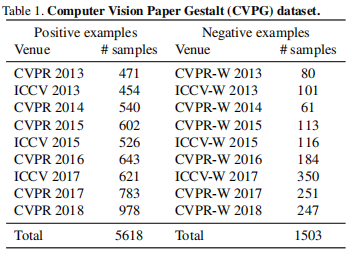 Table 1. Computer Vision Paper Gestalt (CVPG) dataset.
Positive examples Negative examples
Venue # samples Venue # samples
CVPR 2013 471 CVPR-W 2013 80
ICCV 2013 454 ICCV-W 2013 101
CVPR 2014 540 CVPR-W 2014 61
CVPR 2015 602 CVPR-W 2015 113
ICCV 2015 526 ICCV-W 2015 116
CVPR 2016 643 CVPR-W 2016 184
ICCV 2017 621 ICCV-W 2017 350
CVPR 2017 783 CVPR-W 2017 251
CVPR 2018 978 CVPR-W 2018 247
Total 5618 Total 1503